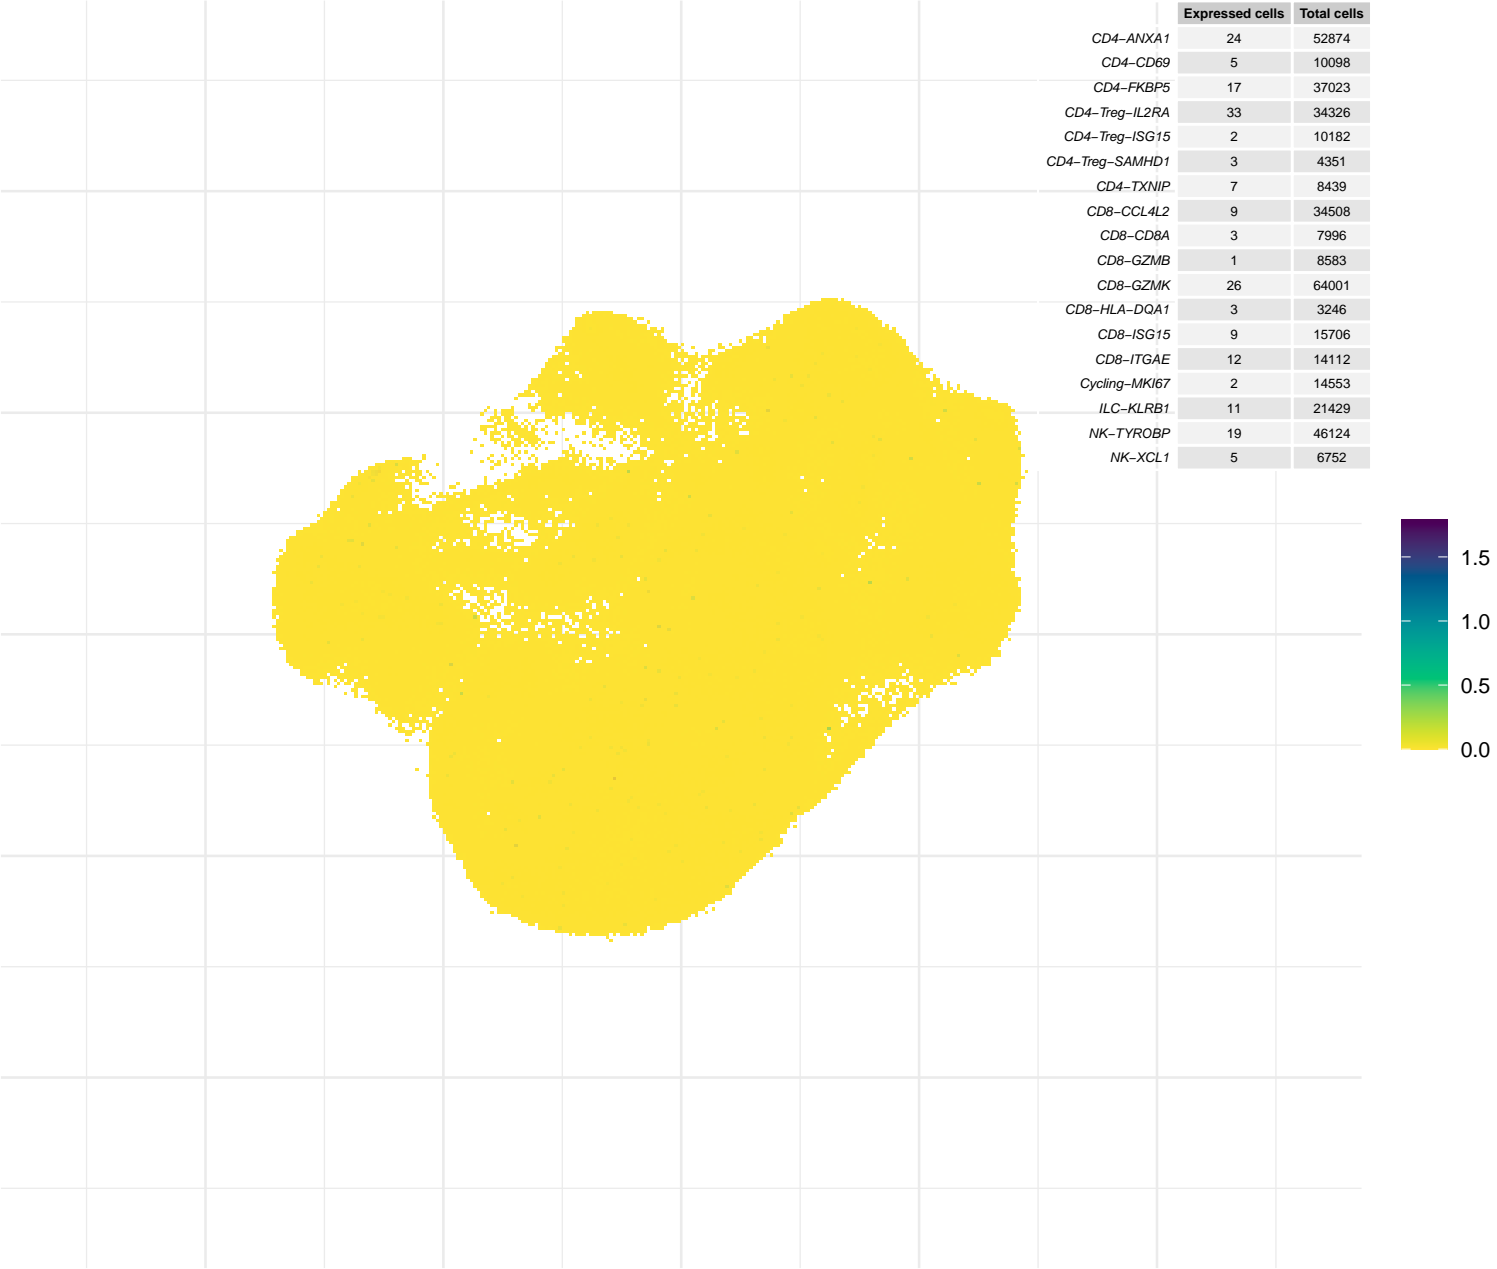 Expressed cells Total cells
CD4−ANXA1 24 52874
CD4−CD69 5 10098
CD4−FKBP5 17 37023
CD4−Treg−IL2RA 33 34326
CD4−Treg−ISG15 2 10182
CD4−Treg−SAMHD1 3 4351
CD4−TXNIP 7 8439
CD8−CCL4L2 9 34508
CD8−CD8A 3 7996
CD8−GZMB 1 8583
CD8−GZMK 26 64001
CD8−HLA−DQA1 3 3246
CD8−ISG15 9 15706
CD8−ITGAE 12 14112
Cycling−MKI67 2 14553
ILC−KLRB1 11 21429
NK−TYROBP 19 46124
NK−XCL1 5 6752
1.5
1.0
0.5
0.0